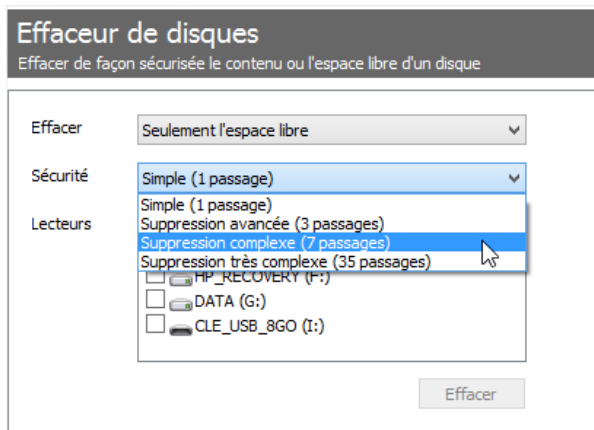 Effaceur de disques
Effacer de façon sécurisée le contenu ou l'espace libre d'un disque
Effacer
Seulement l'espace libre
Sécurité
Simple (1 passage)
Simple (1 passage)
Suppression avancée (3 passages)
Lecteurs
Suppression complexe (7 passages)
Suppression très complexe (35 passages)
HP_RECOVERY (F:)
DATA (G:)
CLE_USB_8GO (I:)
Effacer